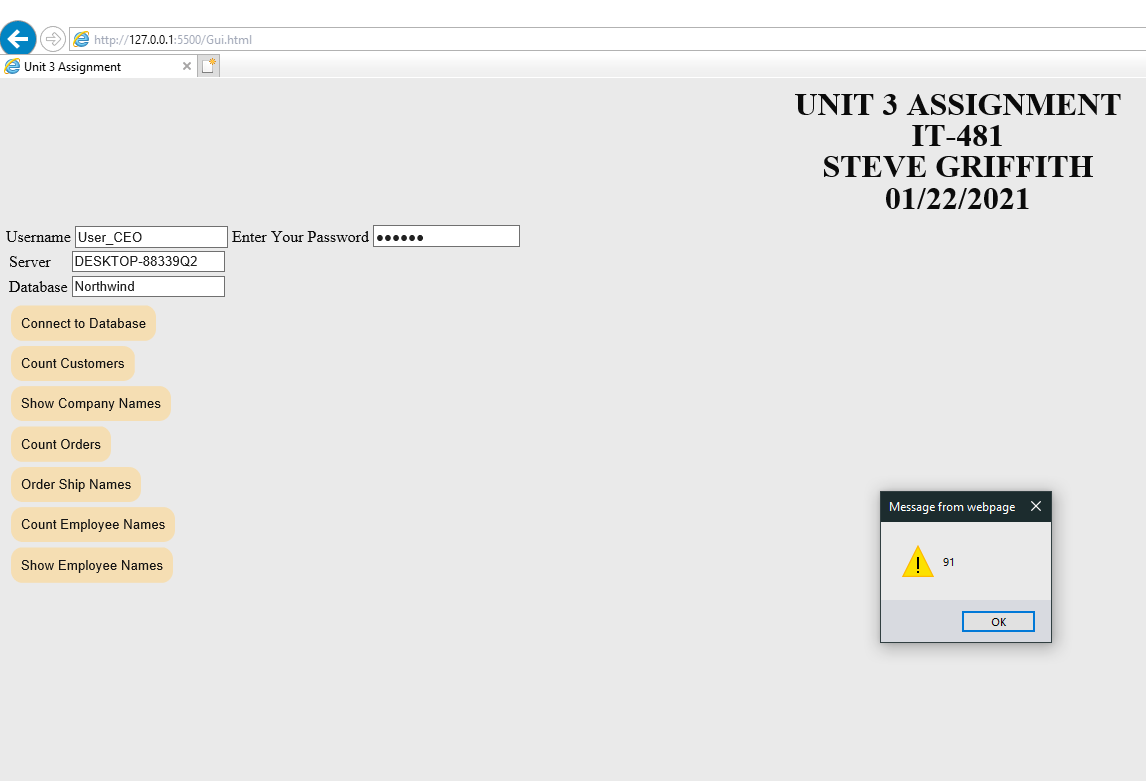 http://127.0.0.1:5500/Gui.html
Unit 3 Assignment
UNIT 3 ASSIGNMENT
IT-481
STEVE GRIFFITH
01/22/2021
Username User_CEO Enter Your Password ••••••
Server DESKTOP-88339Q2
Database Northwind
Connect to Database
Count Customers
Show Company Names
Count Orders
Order Ship Names
Count Employee Names
Show Employee Names
Message from webpage
91
OK